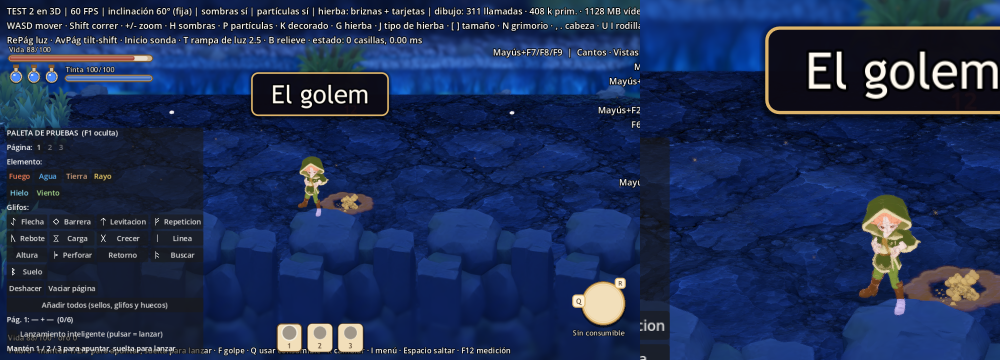 TEST 2 en 3D | 60 FPS | inclinación 60° (fija) | sombras sí | partículas sí | hierba: briznas + tarjetas | dibujo: 311 llamadas · 408 k prim. · 1128 MB vide
WASD mover · Shift correr · +/- zoom · H sombras · P partículas · K decorado · G hierba · J tipo de hierba · [ ] tamaño · N grimorio · , . cabeza · U I rodilla
RePág luz · AvPág tilt-shift · Inicio sonda · T rampa de luz 2.5 · B relieve · estado: 0 casillas, 0.00 ms
Vida 88/100
Mayús+F7/F8/F9 | Cantos · Vistas
Tinta 100/100
El golem
El golem
PALETA DE PRUEBAS (F1 oculta)
Página: 1 2 3
Elemento:
Fuego Agua Tierra Rayo
Hielo Viento
Glifos:
Flecha Barrera Levitacion Repeticion
Rebote Carga Crecer Linea
Altura Perforar Retorno Buscar
Suelo
Deshacer Vaciar página
Añadir todos (sellos, glifos y huecos)
Pág. 1: — + — (0/6)
Lanzamiento inteligente (pulsar = lanzar)
Mantén 1 / 2 / 3 para apuntar, suelta para lanzar
F golpe · Q usar
I menú · Espacio saltar · F12 medición
1 2 3
R
Q
Sin consumible
cion